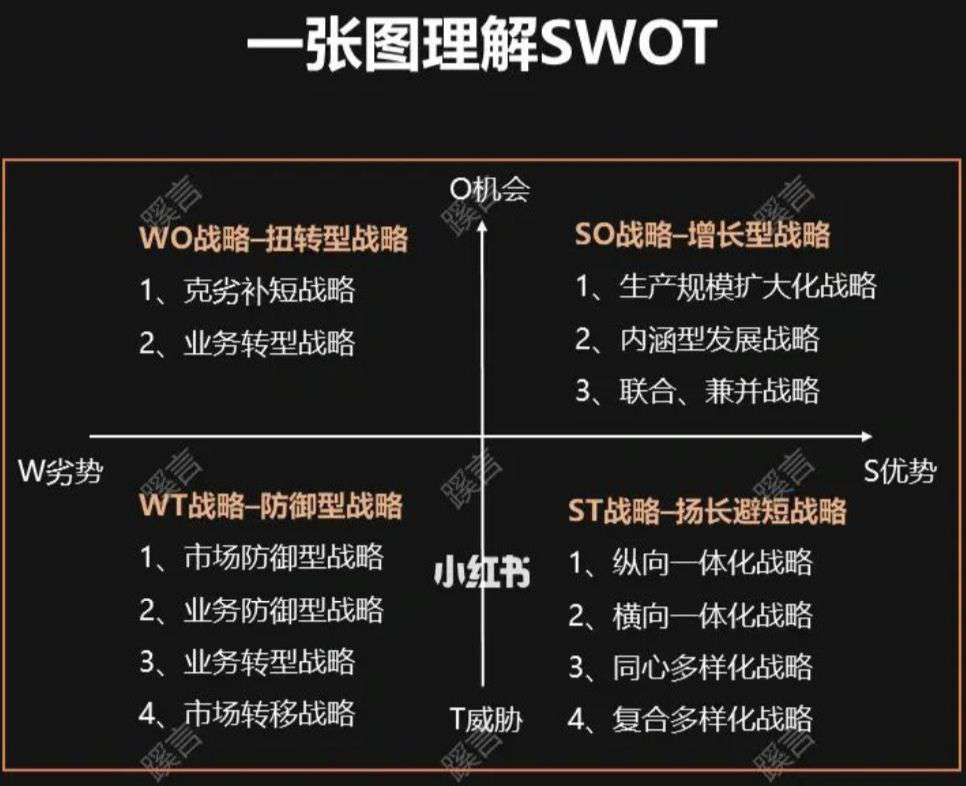 一张图理解SWOT
O机会
WO战略–扭转型战略
1、克劣补短战略
2、业务转型战略
SO战略–增长型战略
1、生产规模扩大化战略
2、内涵型发展战略
3、联合、兼并战略
W劣势
S优势
WT战略–防御型战略
1、市场防御型战略
2、业务防御型战略
3、业务转型战略
4、市场转移战略
ST战略–扬长避短战略
1、纵向一体化战略
2、横向一体化战略
3、同心多样化战略
4、复合多样化战略
小红书
T威胁
蹊言
蹊言
蹊言
蹊言
蹊言
蹊言
蹊言
蹊言
蹊言